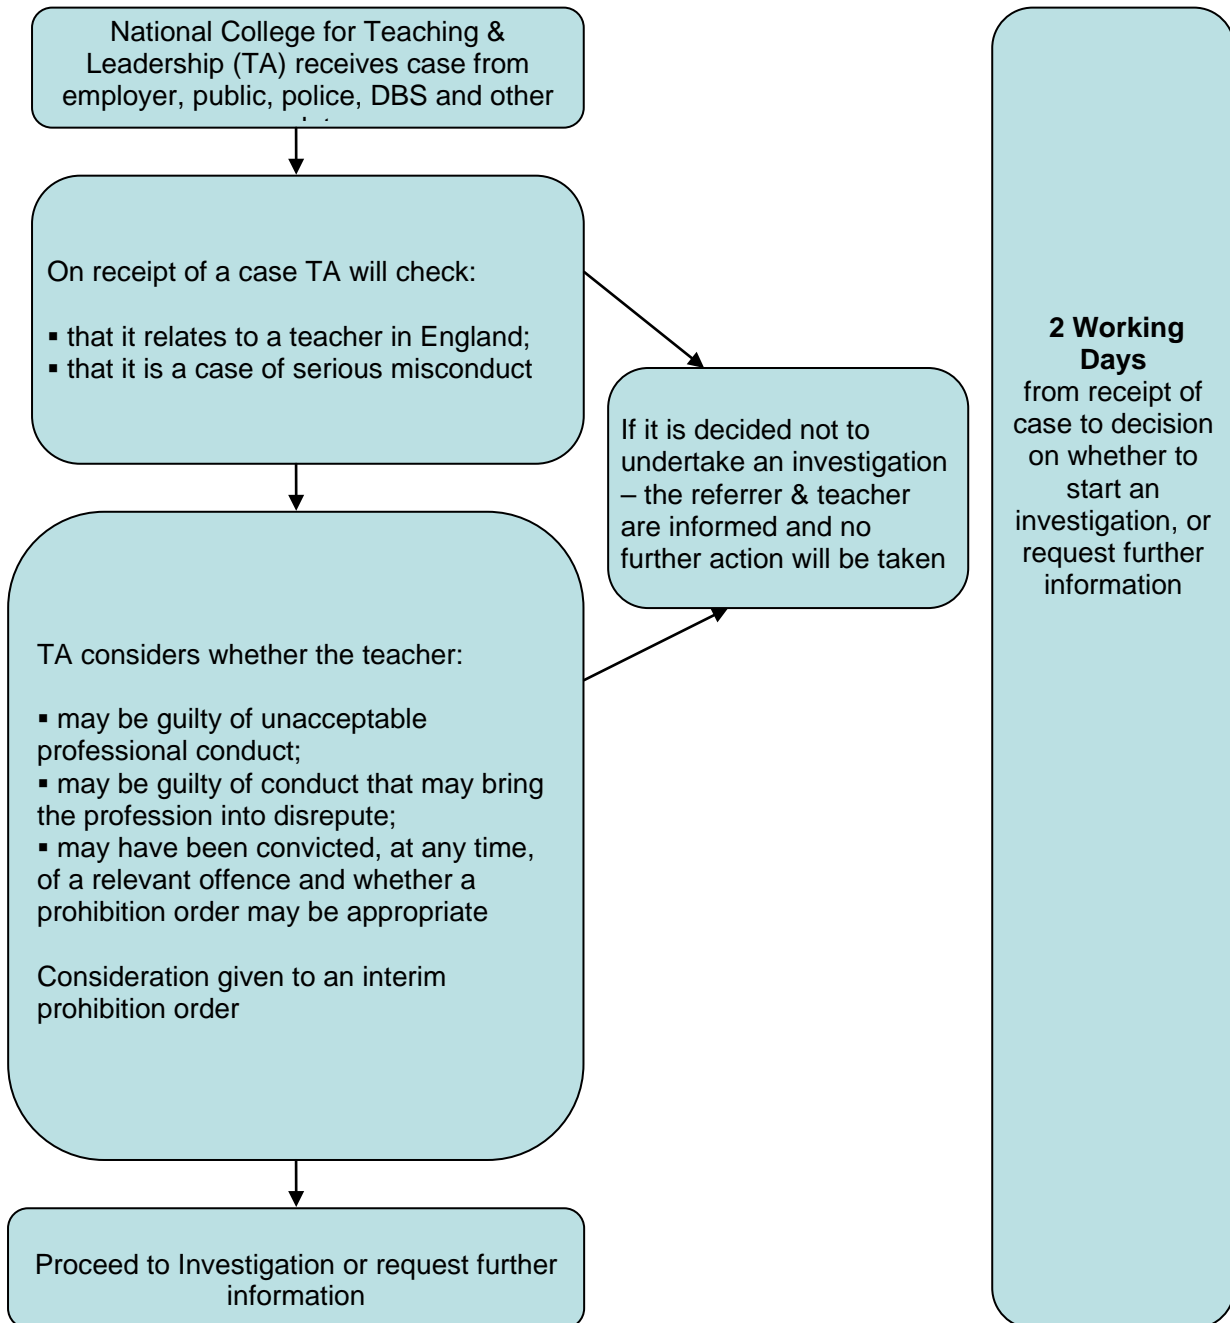 National College for Teaching &
Leadership (TA) receives case from
employer, public, police, DBS and other
On receipt of a case TA will check:
▪ that it relates to a teacher in England;
▪ that it is a case of serious misconduct
If it is decided not to
undertake an investigation
– the referrer & teacher
are informed and no
further action will be taken
TA considers whether the teacher:
▪ may be guilty of unacceptable
professional conduct;
▪ may be guilty of conduct that may bring
the profession into disrepute;
▪ may have been convicted, at any time,
of a relevant offence and whether a
prohibition order may be appropriate
Consideration given to an interim
prohibition order
Proceed to Investigation or request further
information
2 Working
Days
from receipt of
case to decision
on whether to
start an
investigation, or
request further
information